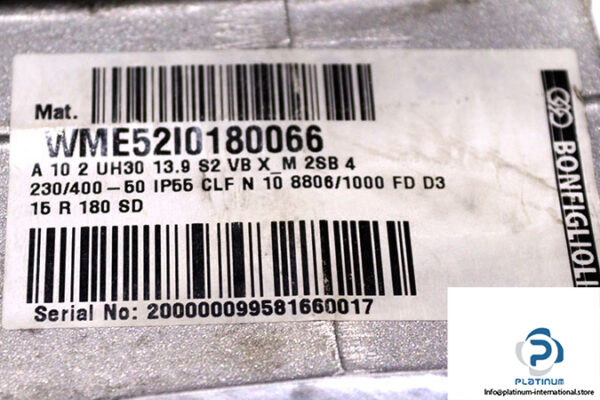 Mat.
WME52I0180066
A 10 2 UH30 13.9 S2 VB X_M 2SB 4
230/400-50 IP55 CLF N 10 8806/1000 FD D3
15 R 180 SD
Serial No: 200000099581660017
BONFIGLIOLI
PLATINUM
Info@platinum-international.store